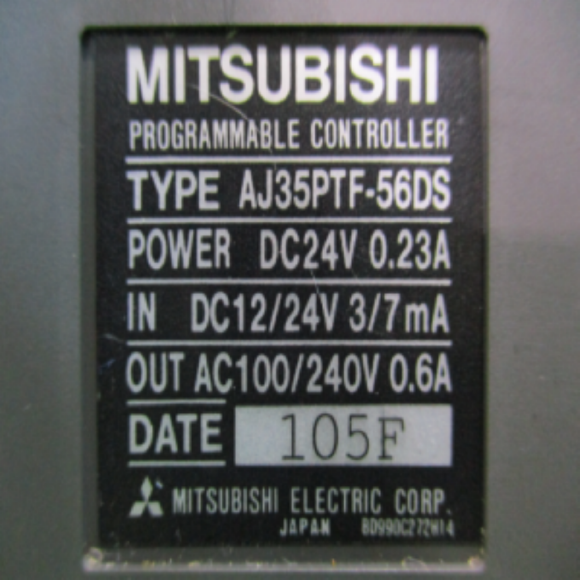 MITSUBISHI
PROGRAMMABLE CONTROLLER
TYPE AJ35PTF-56DS
POWER DC24V 0.23A
IN DC12/24V 3/7mA
OUT AC100/240V 0.6A
DATE 105F
MITSUBISHI ELECTRIC CORP.
JAPAN BD990C272H14